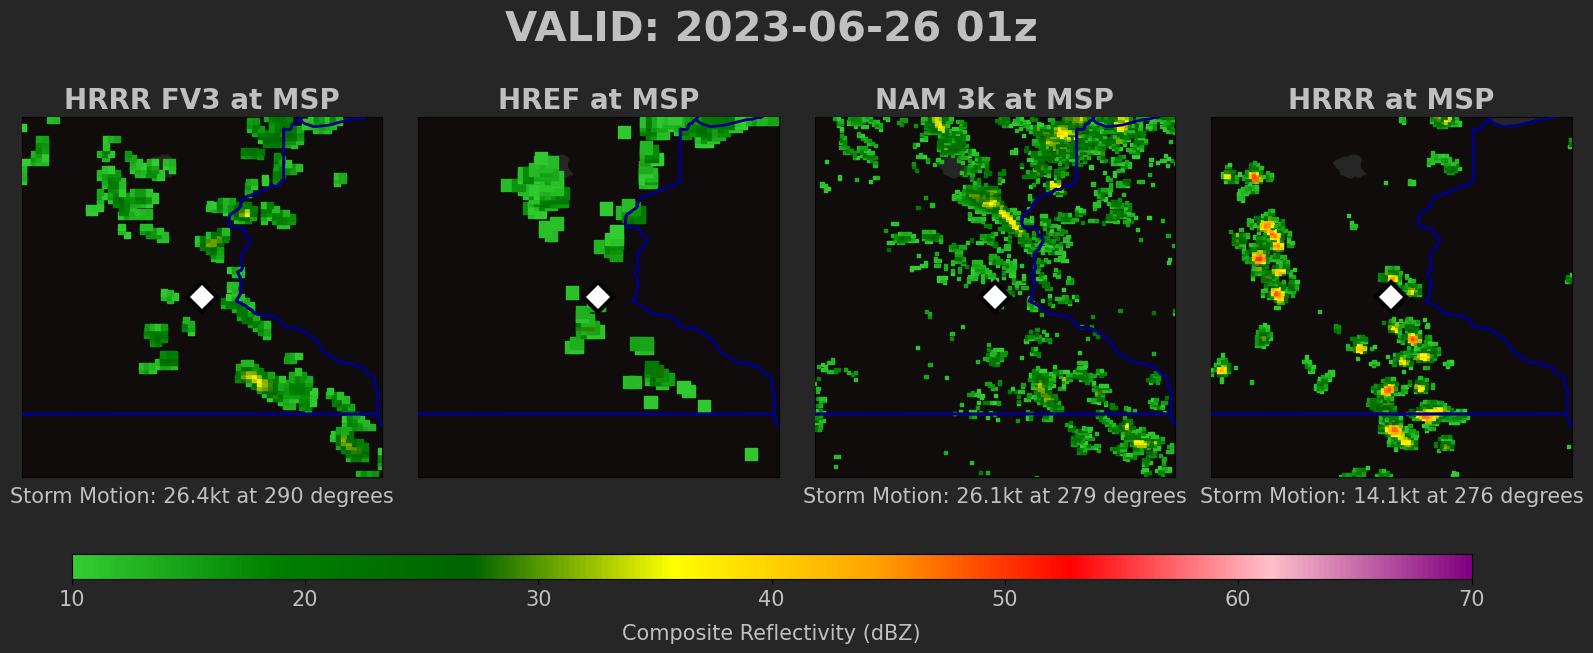 VALID: 2023-06-26 01z
HRRR FV3 at MSP
HREF at MSP
NAM 3k at MSP
HRRR at MSP
Storm Motion: 26.4kt at 290 degrees
Storm Motion: 26.1kt at 279 degrees
Storm Motion: 14.1kt at 276 degrees
10 20 30 40 50 60 70
Composite Reflectivity (dBZ)